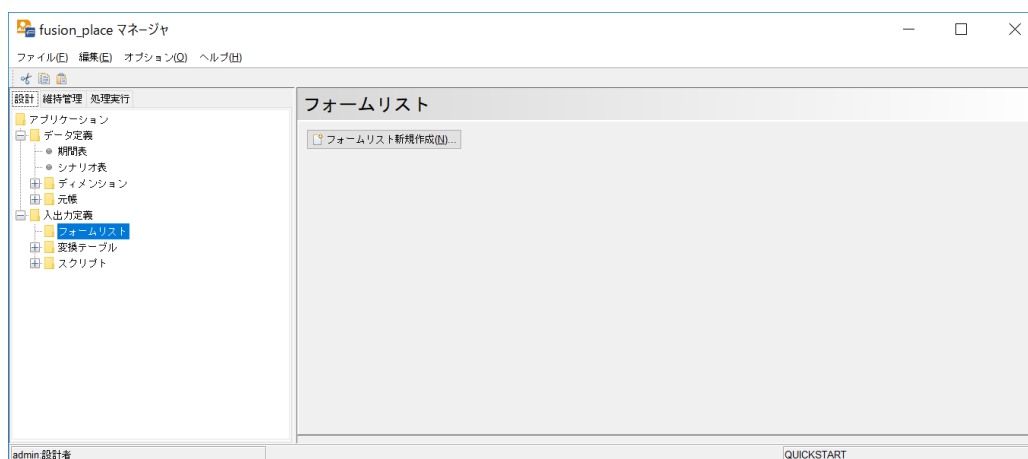 fusion_place マネージャ
ファイル(F) 編集(E) オプション(O) ヘルプ(H)
設計 維持管理 処理実行
フォームリスト
アプリケーション
データ定義
フォームリスト新規作成(N)...
期間表
シナリオ表
ディメンション
元帳
入出力定義
フォームリスト
変換テーブル
スクリプト
admin:設計者
QUICKSTART